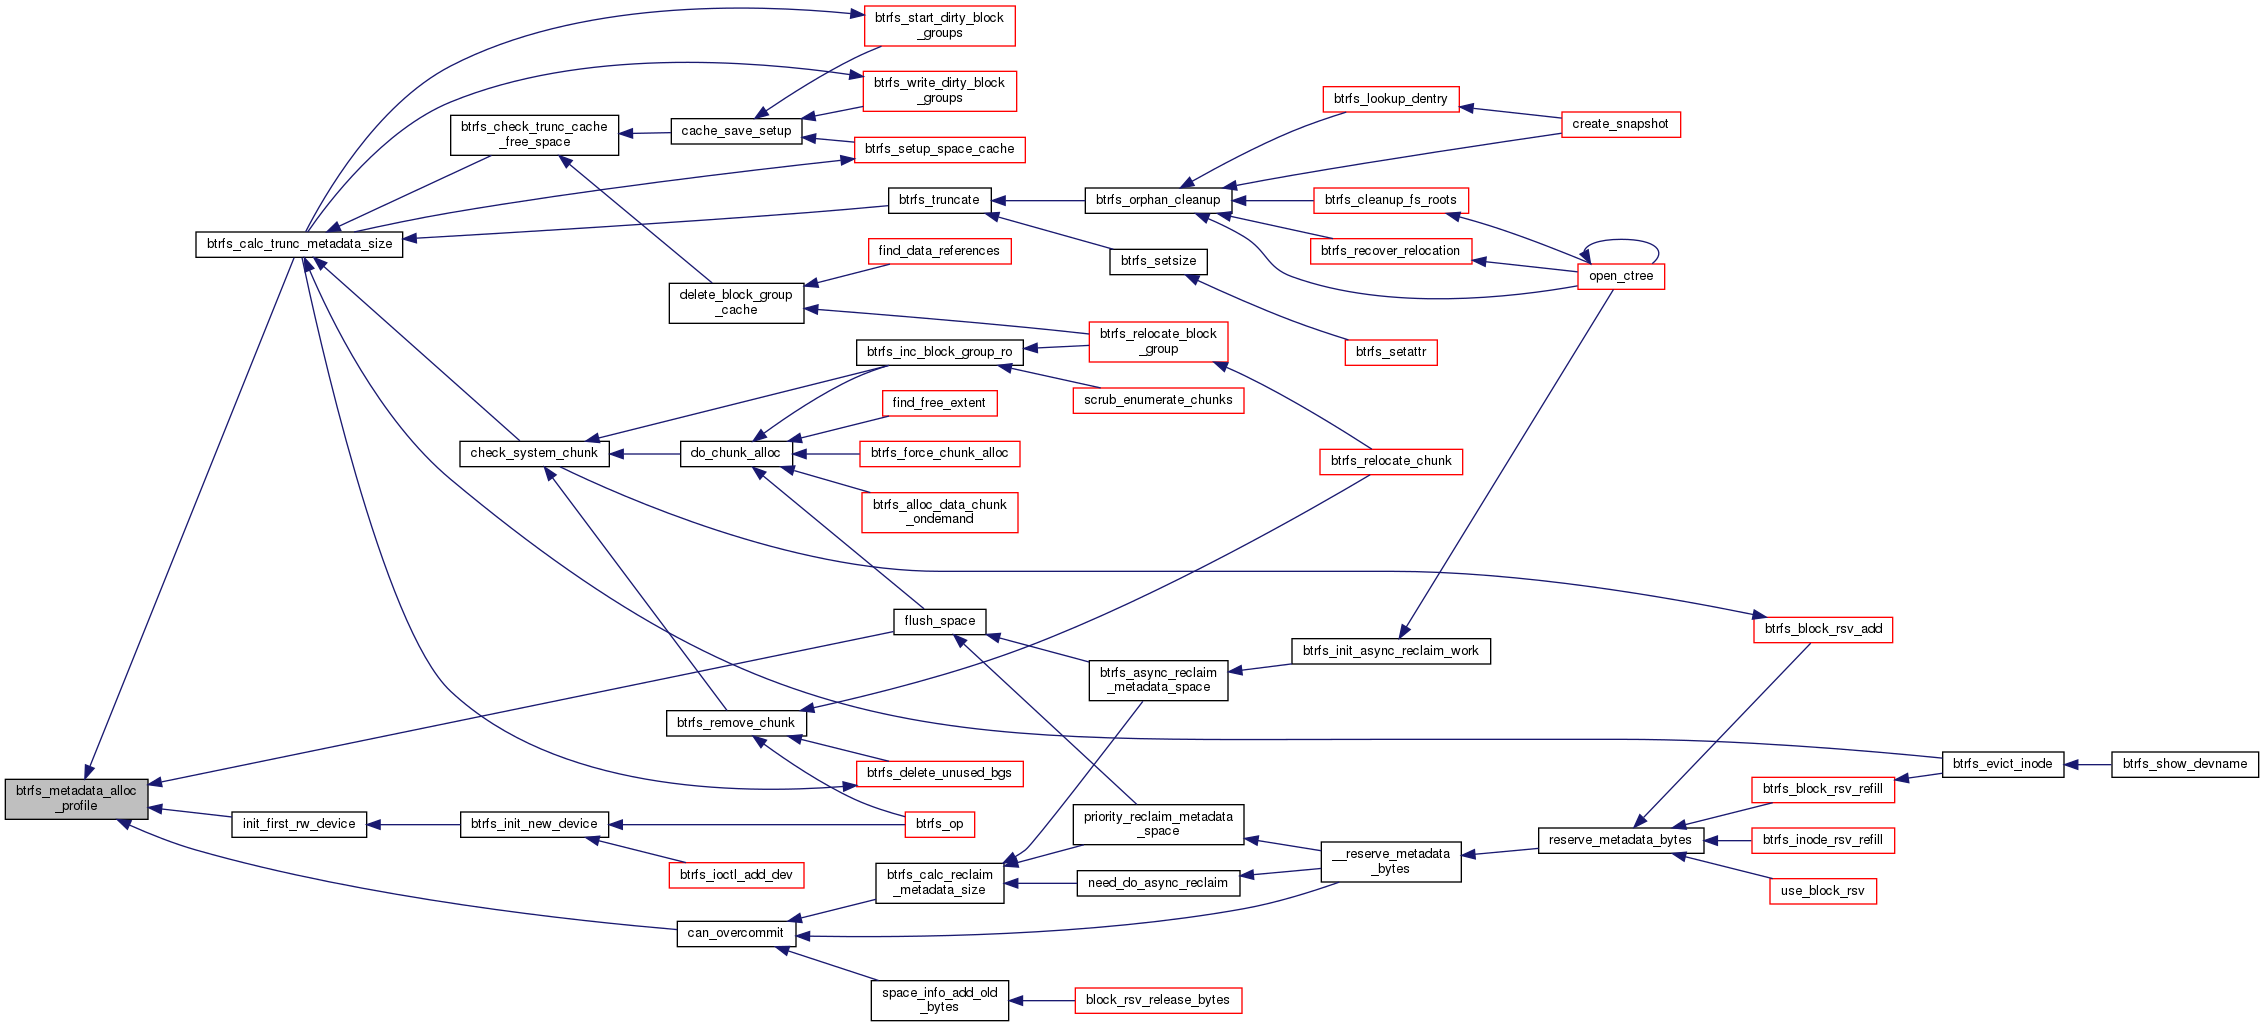 btrfs_start_dirty_block
_groups
btrfs_write_dirty_block
_groups
btrfs_check_trunc_cache
_free_space
cache_save_setup
btrfs_setup_space_cache
btrfs_lookup_dentry
create_snapshot
btrfs_truncate
btrfs_orphan_cleanup
btrfs_cleanup_fs_roots
btrfs_calc_trunc_metadata_size
find_data_references
btrfs_setsize
btrfs_recover_relocation
open_ctree
delete_block_group
_cache
btrfs_relocate_block
_group
btrfs_inc_block_group_ro
btrfs_setattr
scrub_enumerate_chunks
find_free_extent
check_system_chunk
do_chunk_alloc
btrfs_force_chunk_alloc
btrfs_relocate_chunk
btrfs_alloc_data_chunk
_ondemand
flush_space
btrfs_block_rsv_add
btrfs_init_async_reclaim_work
btrfs_async_reclaim
_metadata_space
btrfs_remove_chunk
btrfs_delete_unused_bgs
btrfs_evict_inode
btrfs_show_devname
btrfs_metadata_alloc
_profile
btrfs_block_rsv_refill
init_first_rw_device
btrfs_init_new_device
btrfs_op
priority_reclaim_metadata
_space
reserve_metadata_bytes
btrfs_inode_rsv_refill
__reserve_metadata
_bytes
btrfs_ioctl_add_dev
btrfs_calc_reclaim
_metadata_size
need_do_async_reclaim
use_block_rsv
can_overcommit
space_info_add_old
_bytes
block_rsv_release_bytes